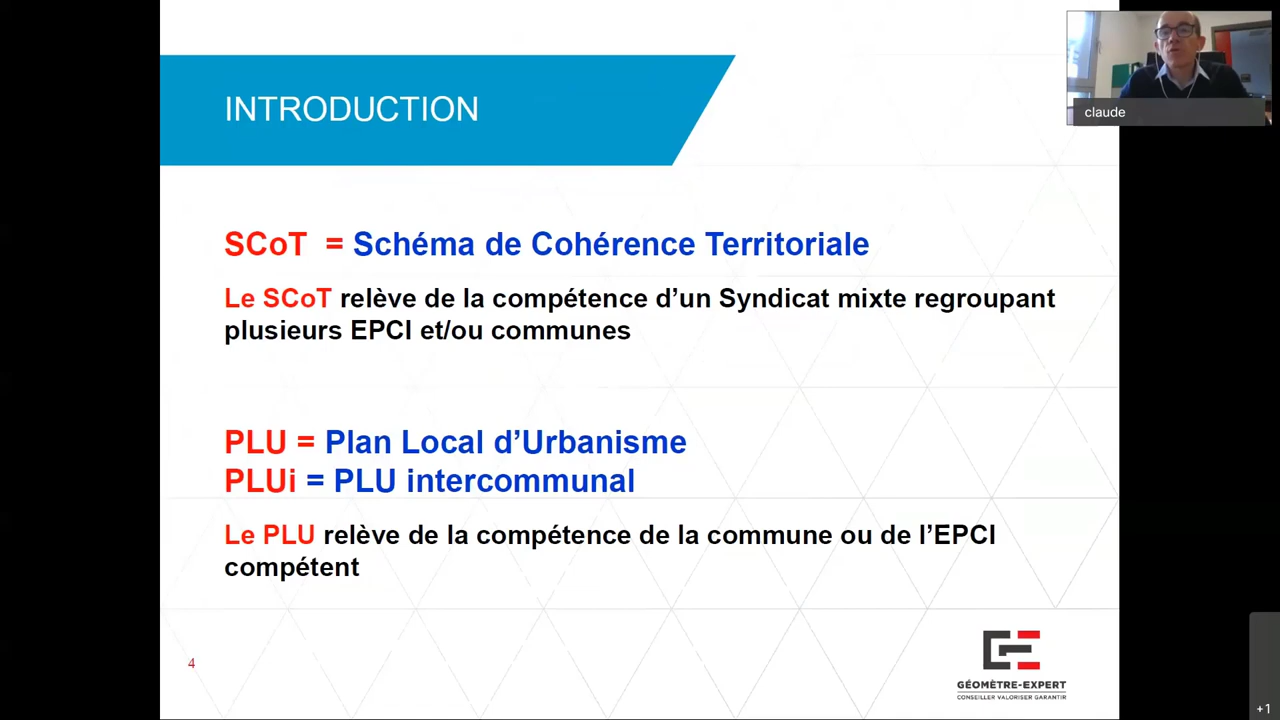 INTRODUCTION
claude
SCoT = Schéma de Cohérence Territoriale
Le SCoT relève de la compétence d’un Syndicat mixte regroupant
plusieurs EPCI et/ou communes
PLU = Plan Local d’Urbanisme
PLUi = PLU intercommunal
Le PLU relève de la compétence de la commune ou de l’EPCI
compétent
4
GE
GÉOMÈTRE-EXPERT
CONSEILLER VALORISER GARANTIR
+1